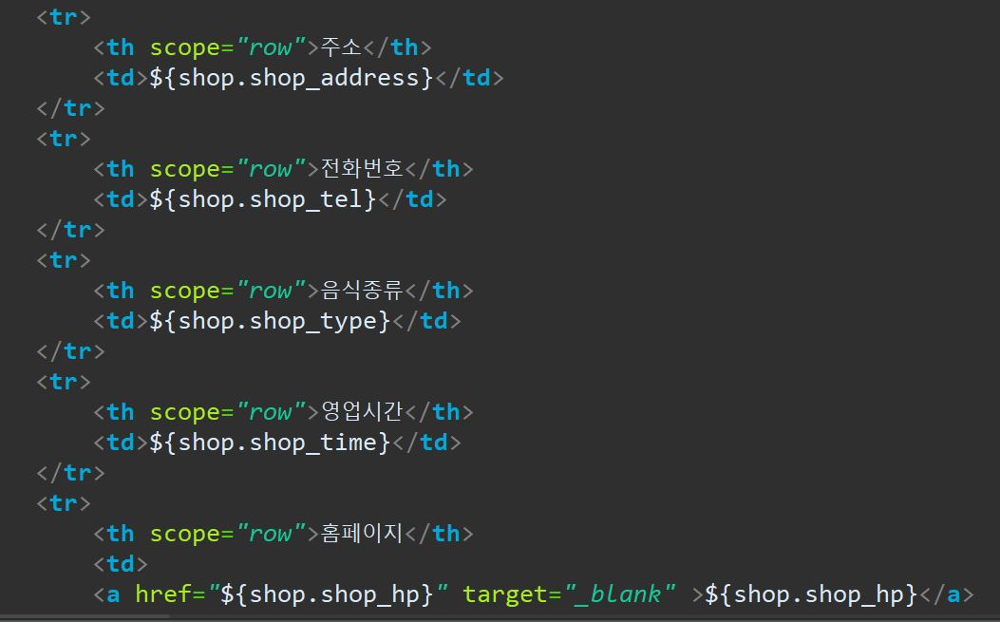 <tr>
<th scope="row">주소</th>
<td>${shop.shop_address}</td>
</tr>
<tr>
<th scope="row">전화번호</th>
<td>${shop.shop_tel}</td>
</tr>
<tr>
<th scope="row">음식종류</th>
<td>${shop.shop_type}</td>
</tr>
<tr>
<th scope="row">영업시간</th>
<td>${shop.shop_time}</td>
</tr>
<tr>
<th scope="row">홈페이지</th>
<td>
<a href="${shop.shop_hp}" target="_blank" >${shop.shop_hp}</a>